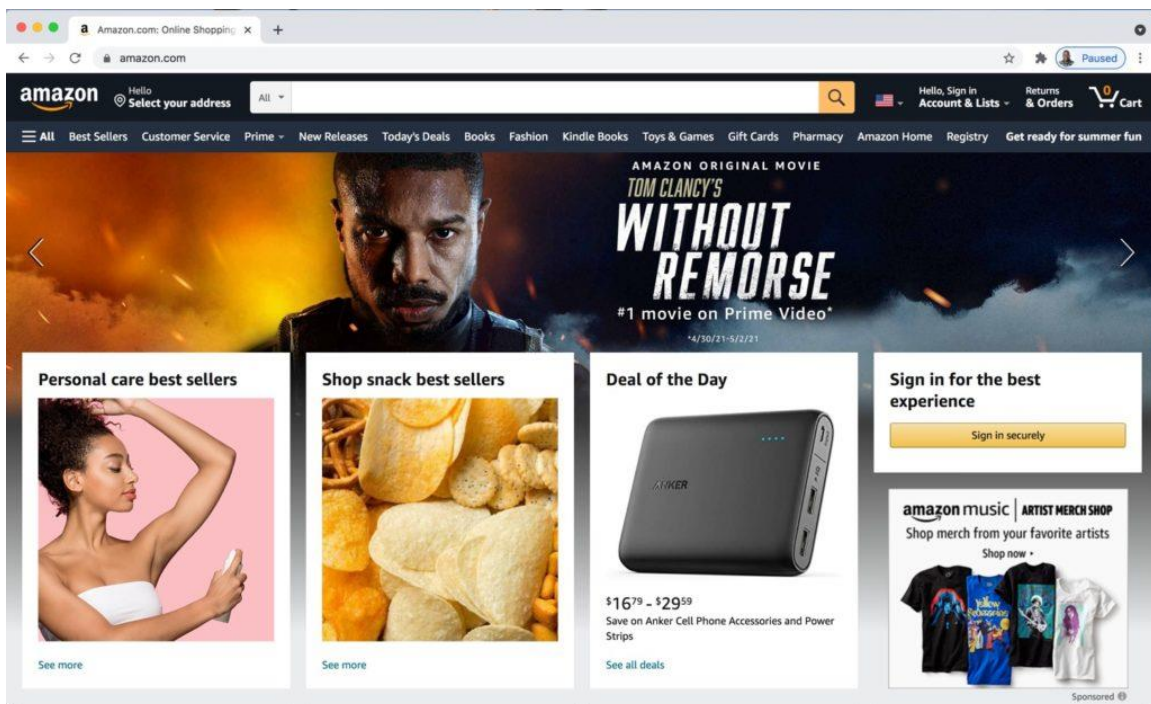 a Amazon.com: Online Shopping
amazon.com
Paused
amazon
Hello
Select your address
All
Hello, Sign in
Account & Lists
Returns
& Orders
0
Cart
All Best Sellers Customer Service Prime New Releases Today's Deals Books Fashion Kindle Books Toys & Games Gift Cards Pharmacy Amazon Home Registry Get ready for summer fun
AMAZON ORIGINAL MOVIE
TOM CLANCY'S
WITHOUT
REMORSE
#1 movie on Prime Video*
*4/30/21-5/2/21
Personal care best sellers
See more
Shop snack best sellers
See more
Deal of the Day
ANKER
$1679 - $2959
Save on Anker Cell Phone Accessories and Power
Strips
See all deals
Sign in for the best
experience
Sign in securely
amazon music | ARTIST MERCH SHOP
Shop merch from your favorite artists
Shop now
Sponsored